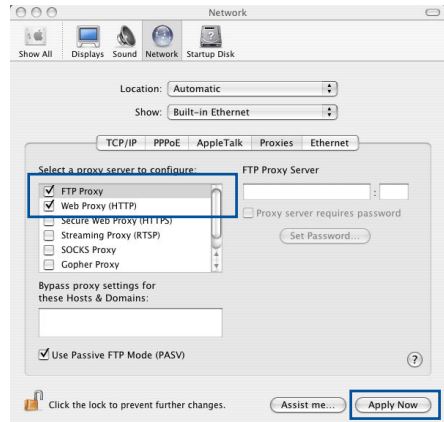 Network
Show All Displays Sound Network Startup Disk
Location: Automatic
Show: Built-in Ethernet
TCP/IP PPPoE AppleTalk Proxies Ethernet
Select a proxy server to configure: FTP Proxy Server
FTP Proxy
:
Web Proxy (HTTP)
Proxy server requires password
Secure Web Proxy (HTTPS)
Streaming Proxy (RTSP)
Set Password...
SOCKS Proxy
Gopher Proxy
Bypass proxy settings for
these Hosts & Domains:
Use Passive FTP Mode (PASV)
?
Click the lock to prevent further changes.
Assist me...
Apply Now